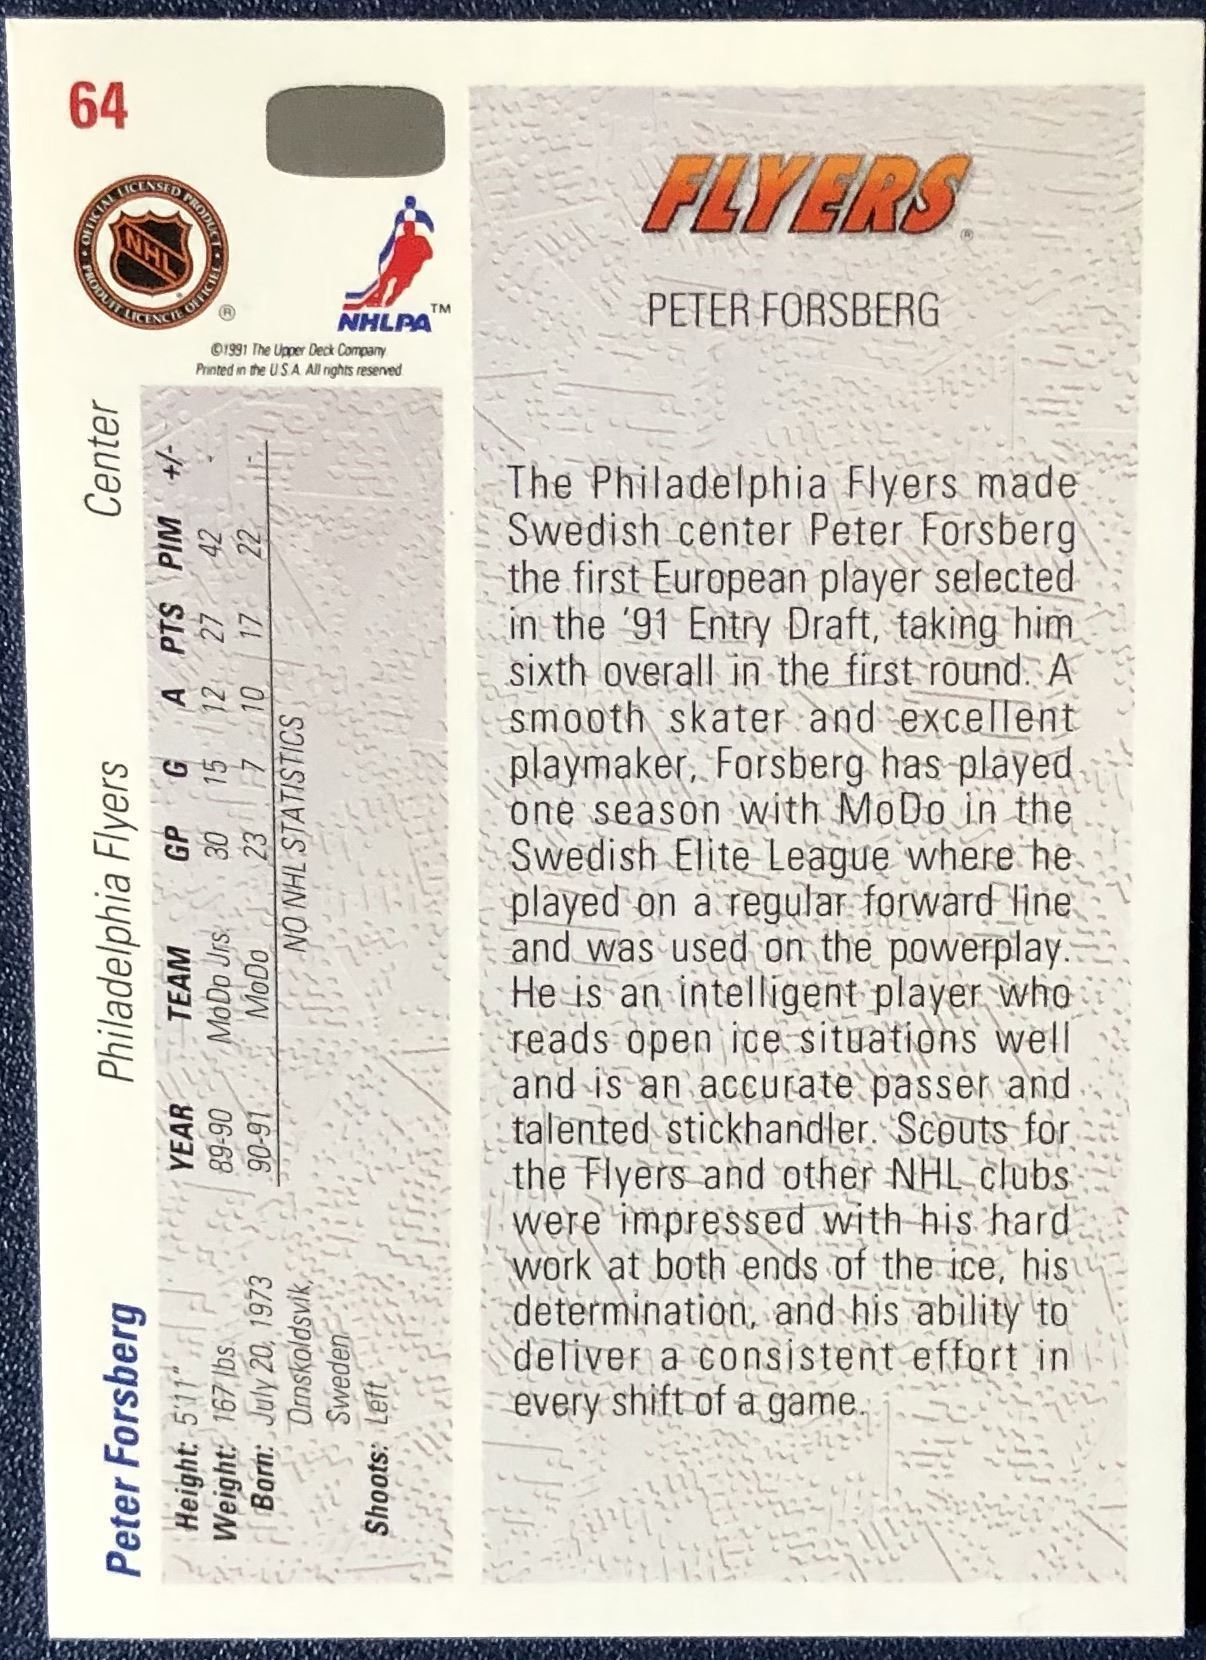 64
OFFICIAL LICENSED PRODUCT
NHL
PRODUIT LICENCIE OFFICIEL
®
NHLPA™
©1991 The Upper Deck Company
Printed in the U.S.A. All rights reserved
Peter Forsberg Philadelphia Flyers Center
Height: 5'11"
Weight: 167 lbs.
Born: July 20, 1973
Ornskoldsvik,
Sweden
Shoots: Left
YEAR TEAM GP G A PTS PIM +/-
89-90 MoDo Jrs. 30 15 12 27 42 -
90-91 MoDo 23 7 10 17 22 -
NO NHL STATISTICS
FLYERS®
PETER FORSBERG
The Philadelphia Flyers made
Swedish center Peter Forsberg
the first European player selected
in the '91 Entry Draft, taking him
sixth overall in the first round. A
smooth skater and excellent
playmaker, Forsberg has played
one season with MoDo in the
Swedish Elite League where he
played on a regular forward line
and was used on the powerplay.
He is an intelligent player who
reads open ice situations well
and is an accurate passer and
talented stickhandler. Scouts for
the Flyers and other NHL clubs
were impressed with his hard
work at both ends of the ice, his
determination, and his ability to
deliver a consistent effort in
every shift of a game.